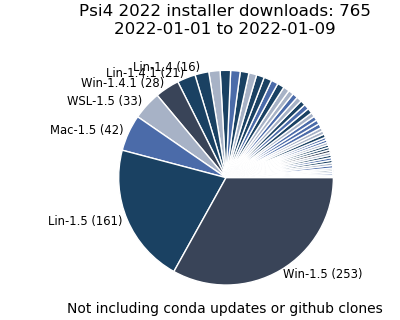 Psi4 2022 installer downloads: 765
2022-01-01 to 2022-01-09
Lin-1.4 (16)
Lin-1.4.1 (21)
Win-1.4.1 (28)
WSL-1.5 (33)
Mac-1.5 (42)
Lin-1.5 (161)
Win-1.5 (253)
Not including conda updates or github clones